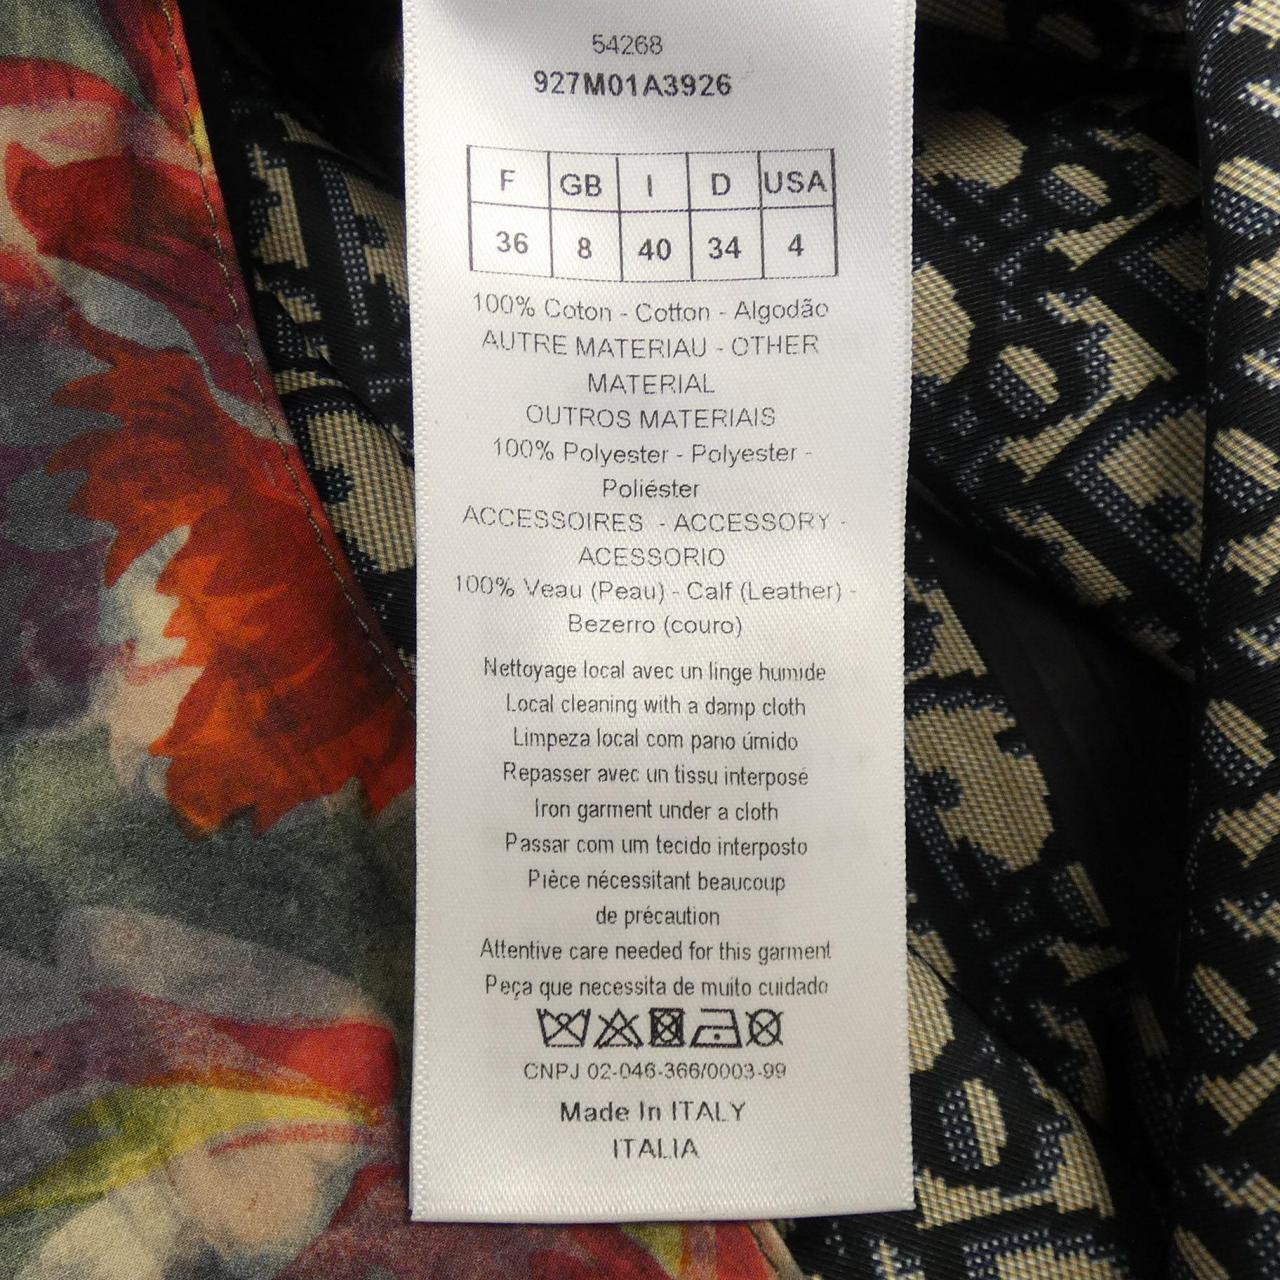 54268
927M01A3926
F GB I D USA
36 8 40 34 4
100% Coton - Cotton - Algodão
AUTRE MATERIAU - OTHER
MATERIAL
OUTROS MATERIAIS
100% Polyester - Polyester -
Poliéster
ACCESSOIRES - ACCESSORY -
ACESSORIO
100% Veau (Peau) - Calf (Leather) -
Bezerro (couro)
Nettoyage local avec un linge humide
Local cleaning with a damp cloth
Limpeza local com pano úmido
Repasser avec un tissu interposé
Iron garment under a cloth
Passar com um tecido interposto
Pièce nécessitant beaucoup
de précaution
Attentive care needed for this garment
Peça que necessita de muito cuidado
CNPJ 02-046-366/0003-99
Made In ITALY
ITALIA